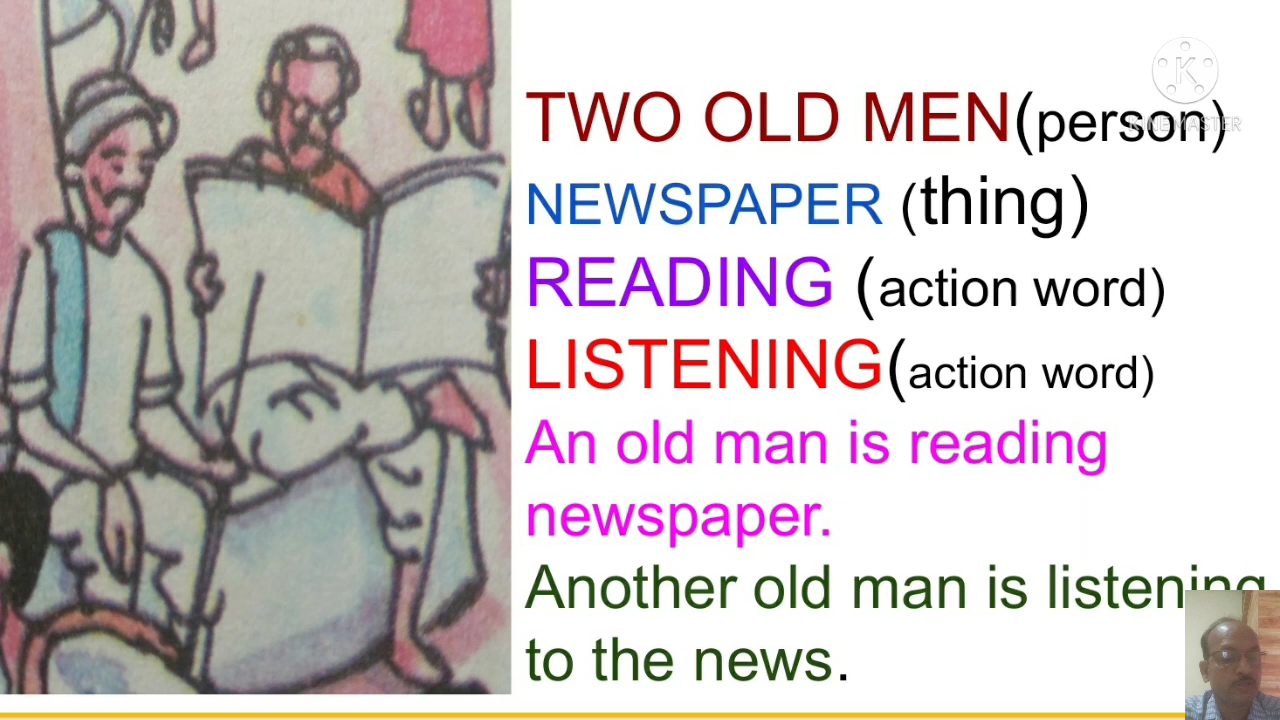 K
KINEMASTER
TWO OLD MEN(person)
NEWSPAPER (thing)
READING (action word)
LISTENING(action word)
An old man is reading
newspaper.
Another old man is listening
to the news.